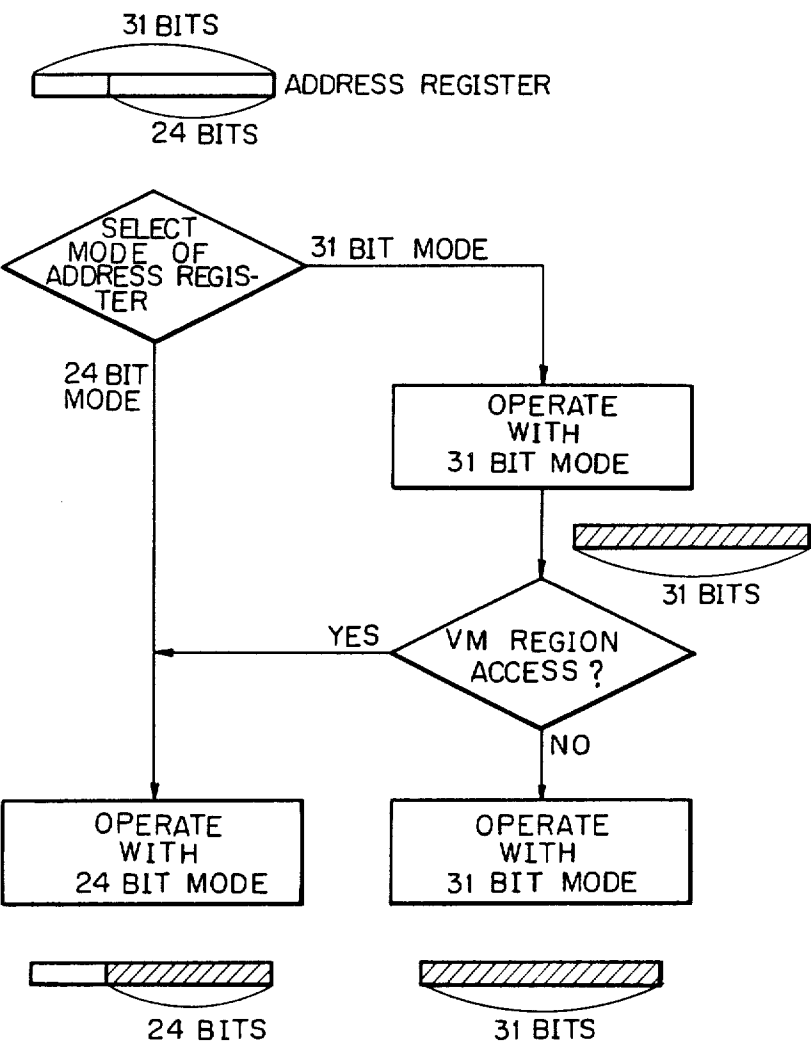 31 BITS
ADDRESS REGISTER
24 BITS
SELECT
MODE OF
ADDRESS REGIS-
TER
31 BIT MODE
24 BIT
MODE
OPERATE
WITH
31 BIT MODE
31 BITS
YES
VM REGION
ACCESS?
NO
OPERATE
WITH
24 BIT MODE
OPERATE
WITH
31 BIT MODE
24 BITS
31 BITS